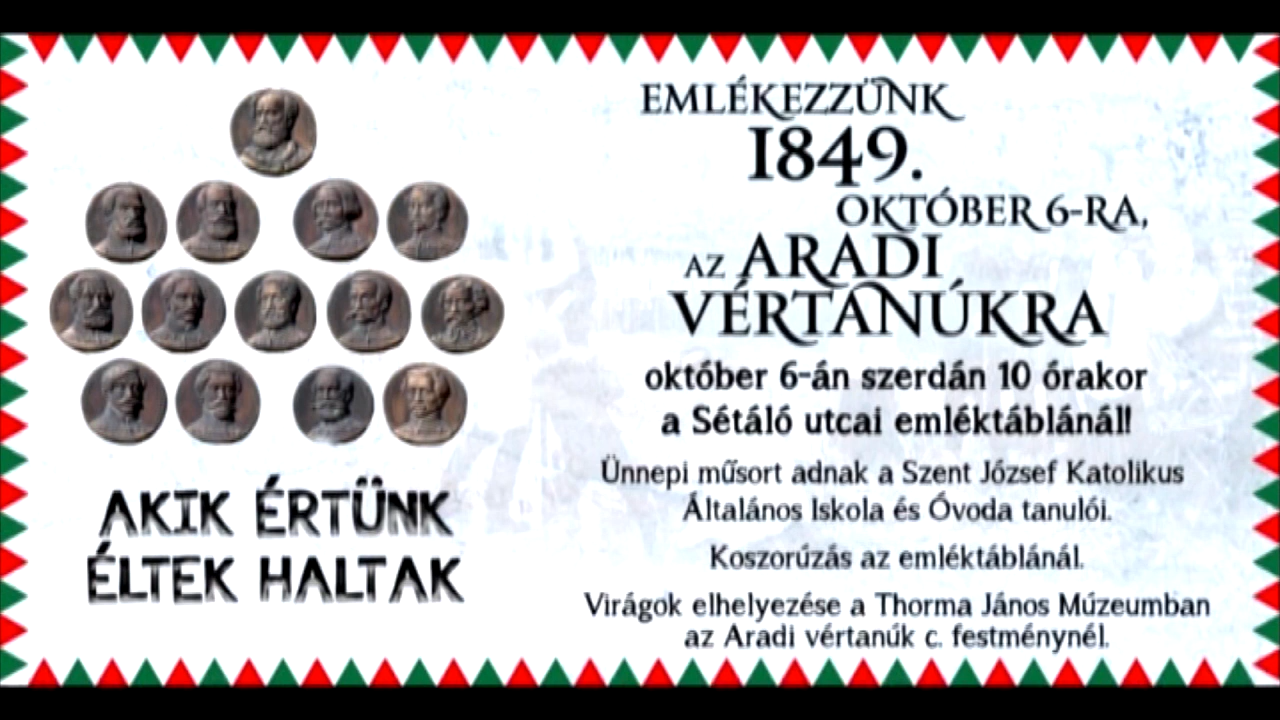 AKIK ÉRTÜNK
ÉLTEK HALTAK
EMLÉKEZZÜNK
1849.
OKTÓBER 6-RA,
AZ ARADI
VÉRTANÚKRA
október 6-án szerdán 10 órakor
a Sétáló utcai emléktáblánál!
Ünnepi műsort adnak a Szent József Katolikus
Általános Iskola és Óvoda tanulói.
Koszorúzás az emléktáblánál.
Virágok elhelyezése a Thorma János Múzeumban
az Aradi vértanúk c. festménynél.